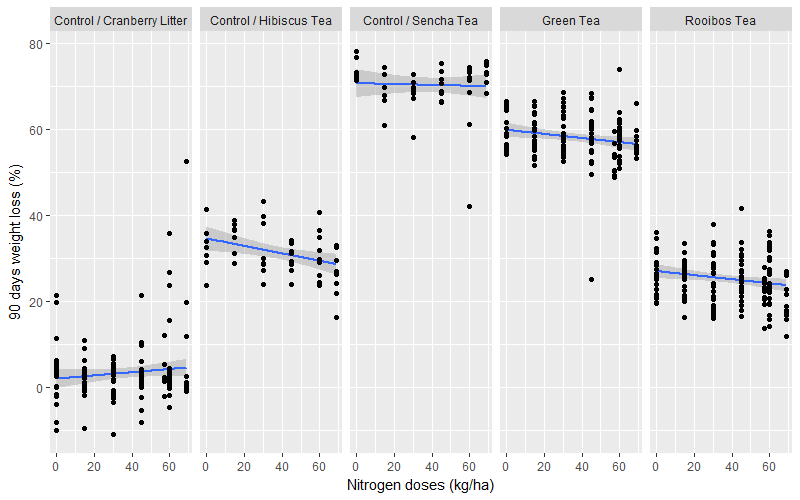 Control / Cranberry Litter Control / Hibiscus Tea Control / Sencha Tea Green Tea Rooibos Tea
80
60
40
20
0
90 days weight loss (%)
0 20 40 60 0 20 40 60 0 20 40 60 0 20 40 60 0 20 40 60
Nitrogen doses (kg/ha)